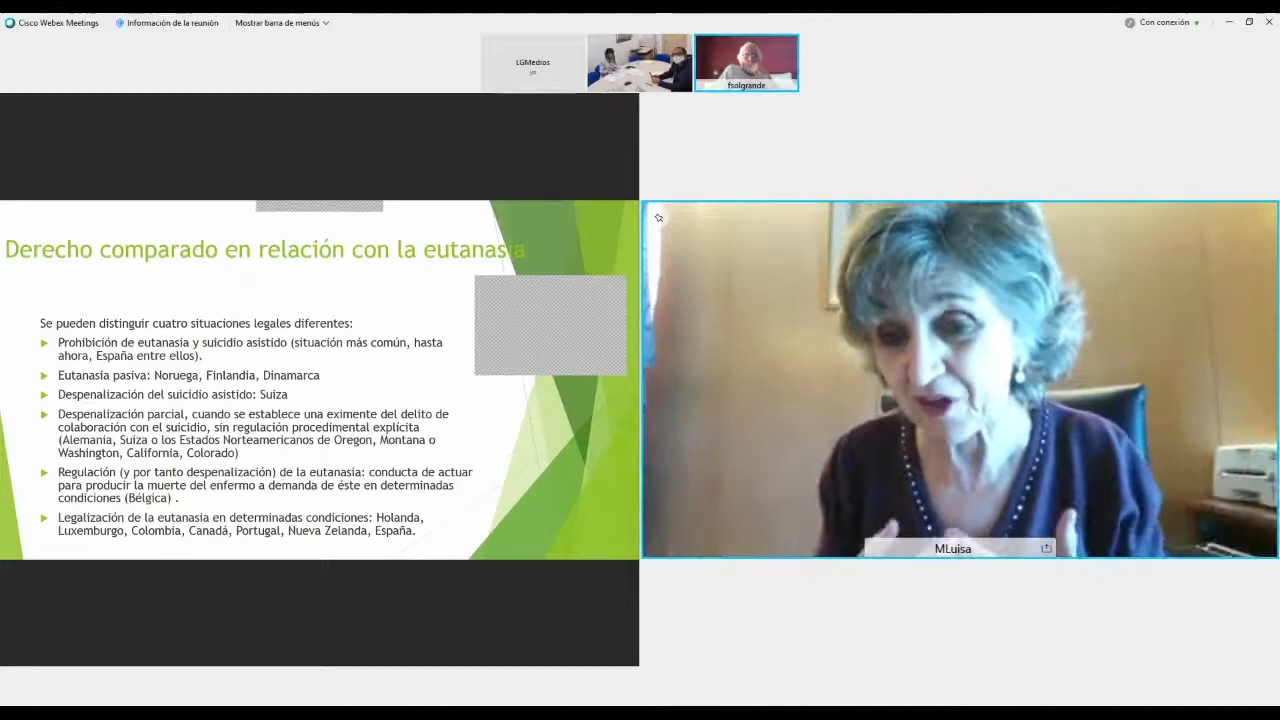 Cisco Webex Meetings
Información de la reunión
Mostrar barra de menús
Con conexión
LGMedios
yo
fsolgrande
Derecho comparado en relación con la eutanasia
Se pueden distinguir cuatro situaciones legales diferentes:
Prohibición de eutanasia y suicidio asistido (situación más común, hasta
ahora, España entre ellos).
Eutanasia pasiva: Noruega, Finlandia, Dinamarca
Despenalización del suicidio asistido: Suiza
Despenalización parcial, cuando se establece una eximente del delito de
colaboración con el suicidio, sin regulación procedimental explícita
(Alemania, Suiza o los Estados Norteamericanos de Oregon, Montana o
Washington, California, Colorado)
Regulación (y por tanto despenalización) de la eutanasia: conducta de actuar
para producir la muerte del enfermo a demanda de éste en determinadas
condiciones (Bélgica) .
Legalización de la eutanasia en determinadas condiciones: Holanda,
Luxemburgo, Colombia, Canadá, Portugal, Nueva Zelanda, España.
MLuisa